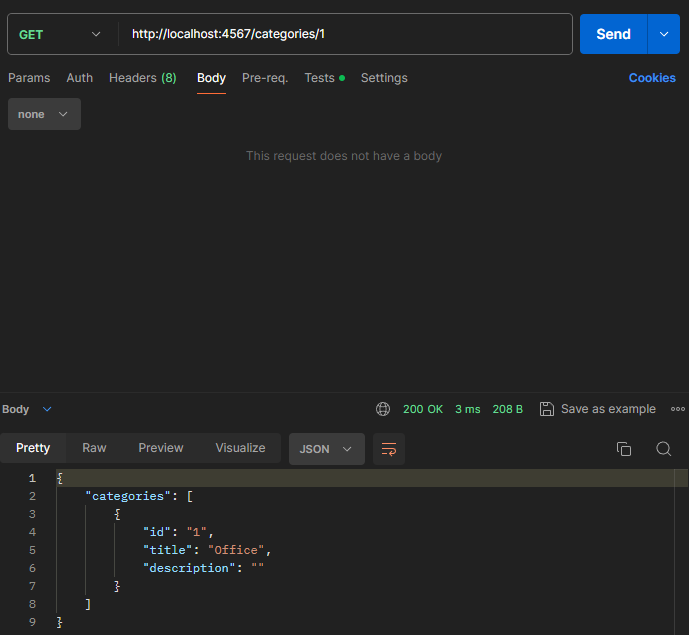 GET http://localhost:4567/categories/1 Send
Params Auth Headers (8) Body Pre-req. Tests Settings Cookies
none
This request does not have a body
Body 200 OK 3 ms 208 B Save as example
Pretty Raw Preview Visualize JSON
1 {
2 "categories": [
3 {
4 "id": "1",
5 "title": "Office",
6 "description": ""
7 }
8 ]
9 }